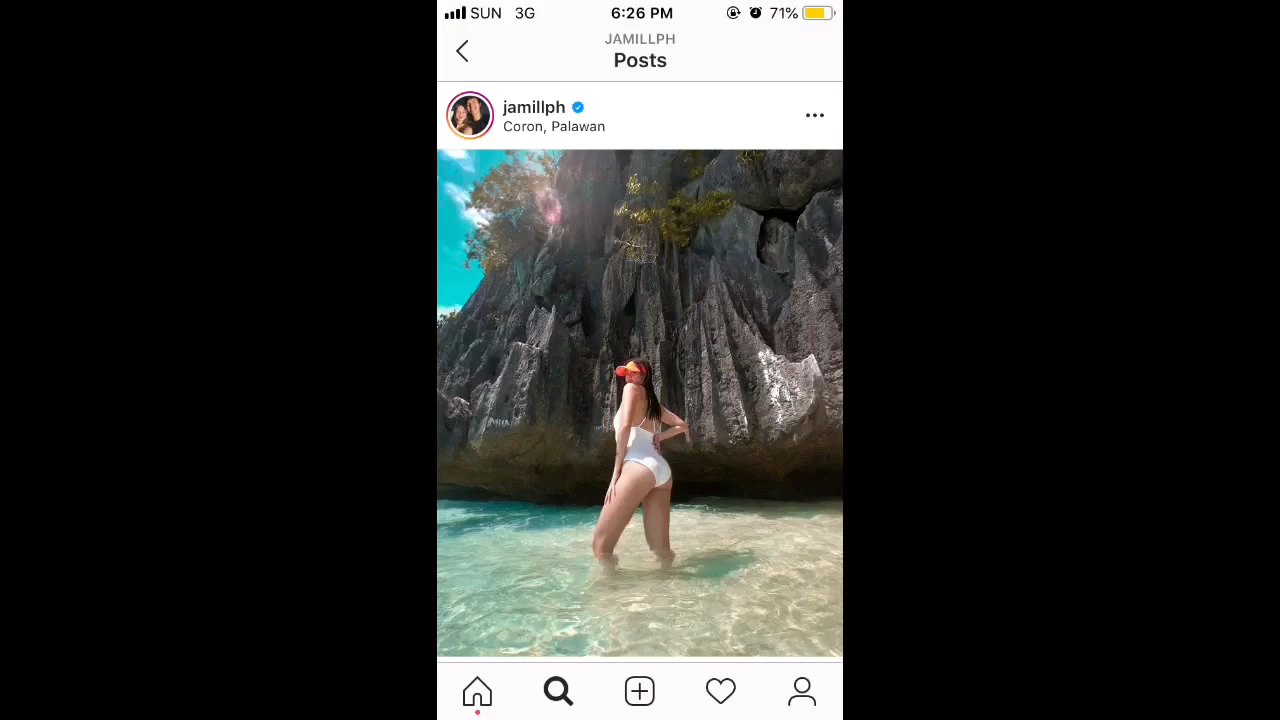 SUN 3G 6:26 PM 71%
JAMILLPH
Posts
jamillph
Coron, Palawan